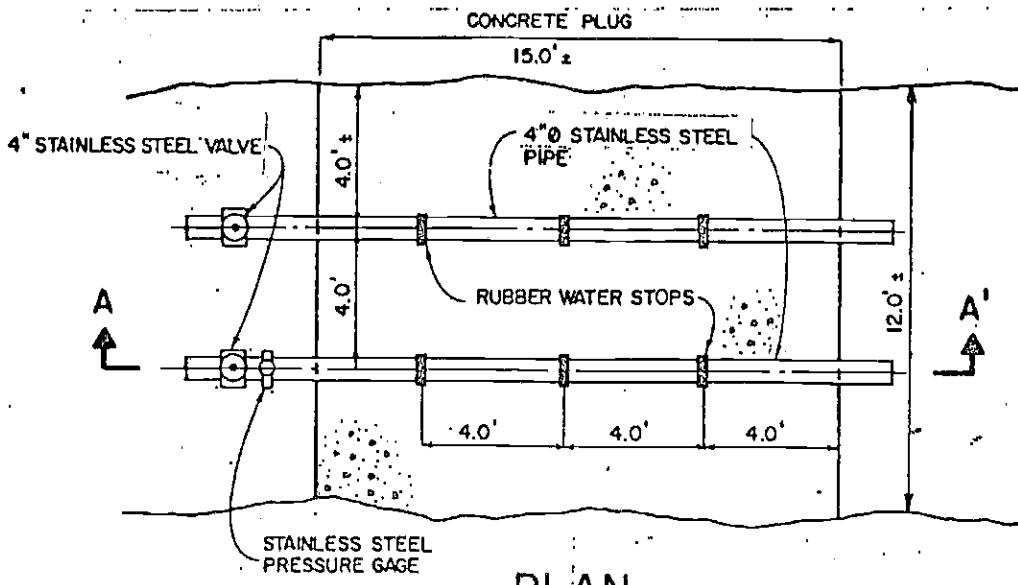 CONCRETE PLUG
15.0' ±
4" STAINLESS STEEL VALVE
4.0' ±
4"Ø STAINLESS STEEL
PIPE
4.0'
RUBBER WATER STOPS
12.0' ±
A
A'
4.0'
4.0'
4.0'
STAINLESS STEEL
PRESSURE GAGE
PLAN